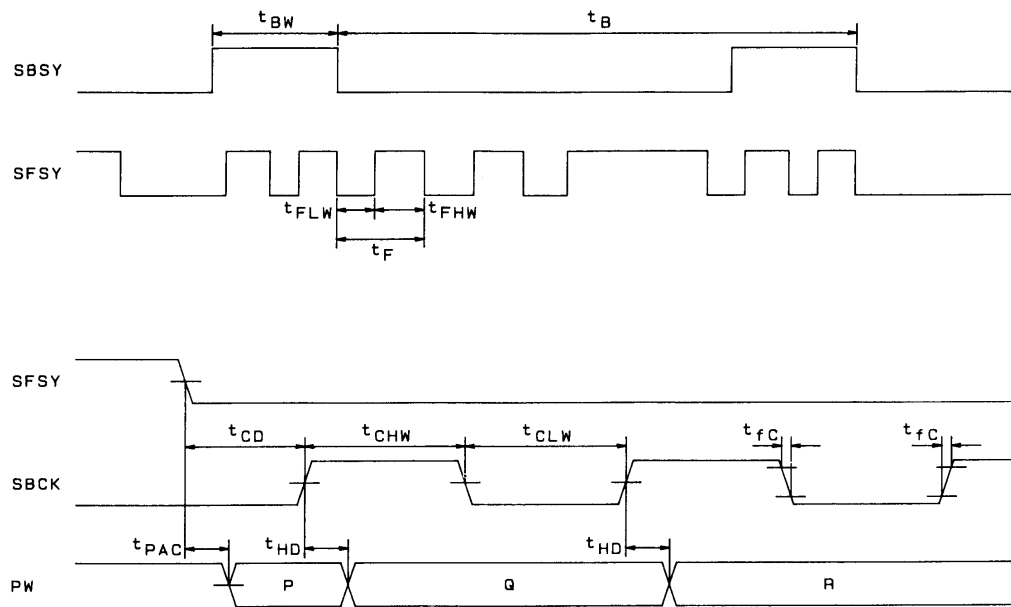 tBW tB
SBSY
SFSY
tFLW tFHW
tF
SFSY
tCD tCHW tCLW tfC tfC
SBCK
tPAC tHD tHD
PW P Q R